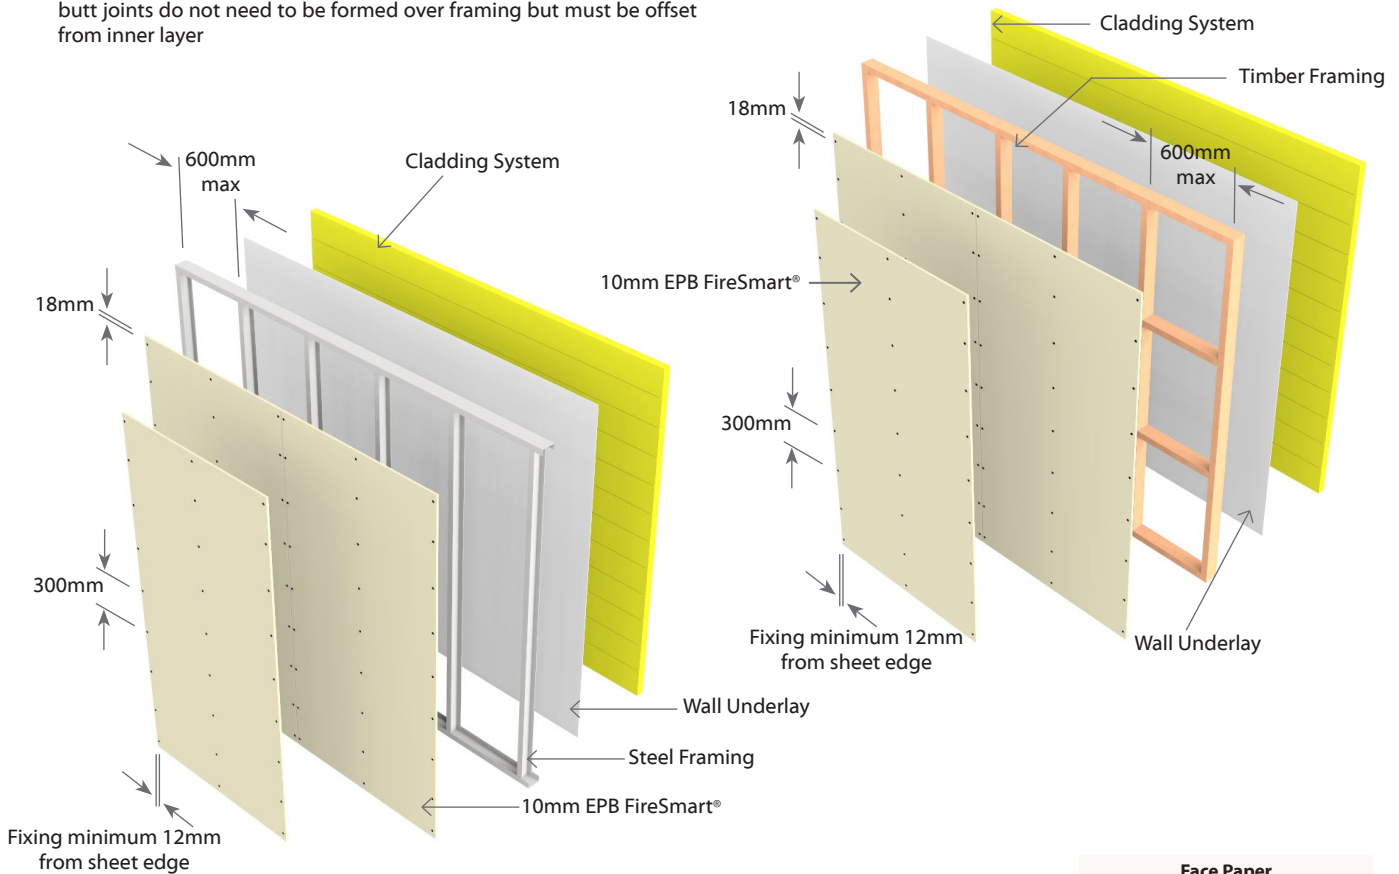 butt joints do not need to be formed over framing but must be offset
from inner layer
600mm
max
Cladding System
18mm
300mm
Fixing minimum 12mm
from sheet edge
Wall Underlay
Steel Framing
10mm EPB FireSmart®
Cladding System
Timber Framing
18mm
600mm
max
10mm EPB FireSmart®
300mm
Fixing minimum 12mm
from sheet edge
Wall Underlay
Face Paper